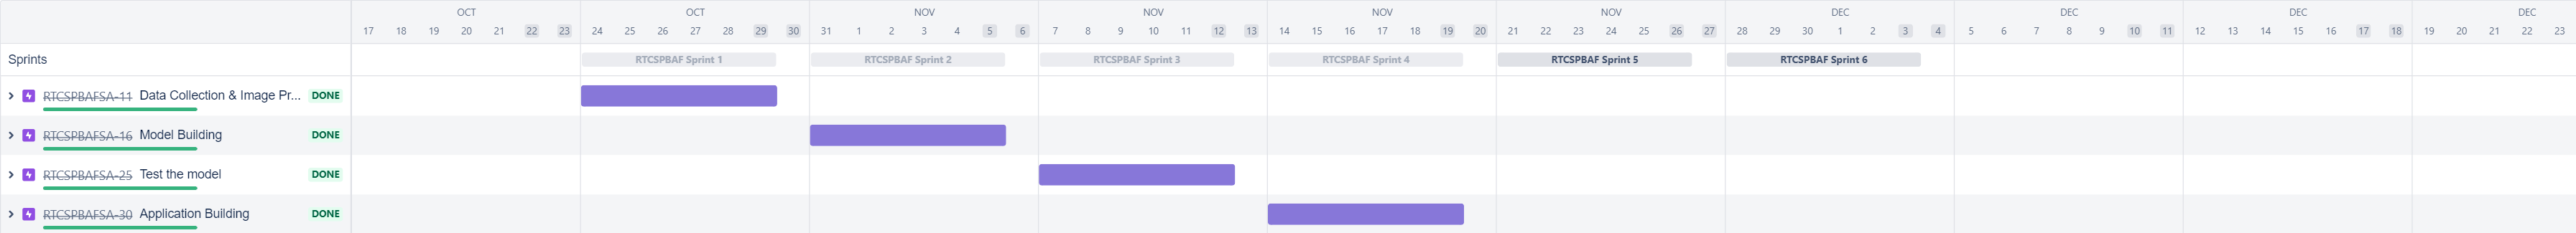 OCT OCT NOV NOV NOV NOV DEC DEC DEC DEC
17 18 19 20 21 22 23 24 25 26 27 28 29 30 31 1 2 3 4 5 6 7 8 9 10 11 12 13 14 15 16 17 18 19 20 21 22 23 24 25 26 27 28 29 30 1 2 3 4 5 6 7 8 9 10 11 12 13 14 15 16 17 18 19 20 21 22 23
Sprints RTCSPBAF Sprint 1 RTCSPBAF Sprint 2 RTCSPBAF Sprint 3 RTCSPBAF Sprint 4 RTCSPBAF Sprint 5 RTCSPBAF Sprint 6
RTCSPBAFSA-11 Data Collection & Image Pr... DONE
RTCSPBAFSA-16 Model Building DONE
RTCSPBAFSA-25 Test the model DONE
RTCSPBAFSA-30 Application Building DONE